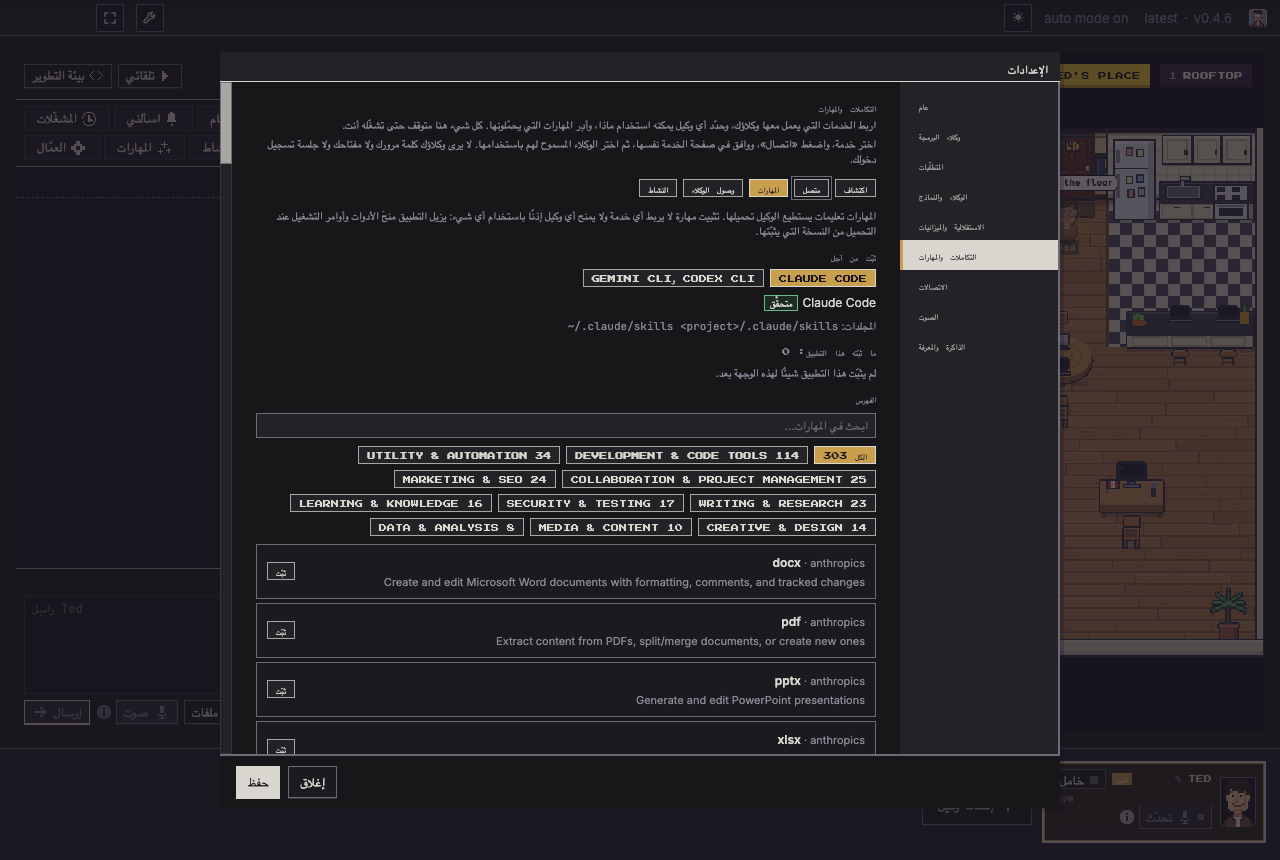 auto mode on
latest · v0.4.6
بيئة التطوير
تلقائي
المشغّلات
اسألني
العمّال
المهارات
راسل Ted
إرسال
صوت
ملفات
ED'S PLACE
1 ROOFTOP
the floor
الإعدادات
عام
وكلاء البرمجة
المتطلّبات
الوكلاء والنماذج
الاستقلالية والميزانيات
التكاملات والمهارات
الاتصالات
الصوت
الذاكرة والمعرفة
التكاملات والمهارات
اربط الخدمات التي يعمل معها وكلاؤك، وحدّد أي وكيل يمكنه استخدام ماذا، وأدِر المهارات التي يحمّلونها. كل شيء هنا متوقف حتى تشغّله أنت.
اختر خدمة، واضغط «اتصال»، ووافق في صفحة الخدمة نفسها، ثم اختر الوكلاء المسموح لهم باستخدامها. لا يرى وكلاؤك كلمة مرورك ولا مفتاحك ولا جلسة تسجيل
دخولك.
اكتشاف
متصل
المهارات
وصول الوكلاء
النشاط
المهارات تعليمات يستطيع الوكيل تحميلها. تثبيت مهارة لا يربط أي خدمة ولا يمنح أي وكيل إذنًا باستخدام أي شيء: يزيل التطبيق منحَ الأدوات وأوامر التشغيل عند
التحميل من النسخة التي يثبّتها.
ثبّت من أجل
CLAUDE CODE
GEMINI CLI, CODEX CLI
Claude Code متحقَّق
المجلدات: ~/.claude/skills <project>/.claude/skills
ما ثبّته هذا التطبيق: 0
لم يثبّت هذا التطبيق شيئًا لهذه الوجهة بعد.
الفهرس
ابحث في المهارات...
الكل 303
DEVELOPMENT & CODE TOOLS 114
UTILITY & AUTOMATION 34
COLLABORATION & PROJECT MANAGEMENT 25
MARKETING & SEO 24
WRITING & RESEARCH 23
SECURITY & TESTING 17
LEARNING & KNOWLEDGE 16
CREATIVE & DESIGN 14
MEDIA & CONTENT 10
DATA & ANALYSIS 8
docx · anthropics
Create and edit Microsoft Word documents with formatting, comments, and tracked changes
ثبّت
pdf · anthropics
Extract content from PDFs, split/merge documents, or create new ones
ثبّت
pptx · anthropics
Generate and edit PowerPoint presentations
ثبّت
xlsx · anthropics
ثبّت
حفظ
إغلاق
TED
خامل
تحدّث